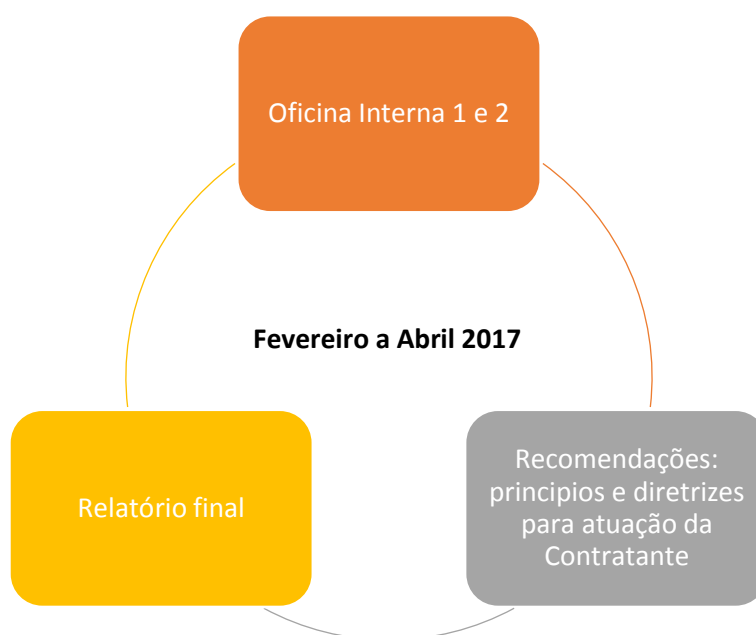 Oficina Interna 1 e 2
Fevereiro a Abril 2017
Relatório final
Recomendações:
principios e diretrizes
para atuação da
Contratante